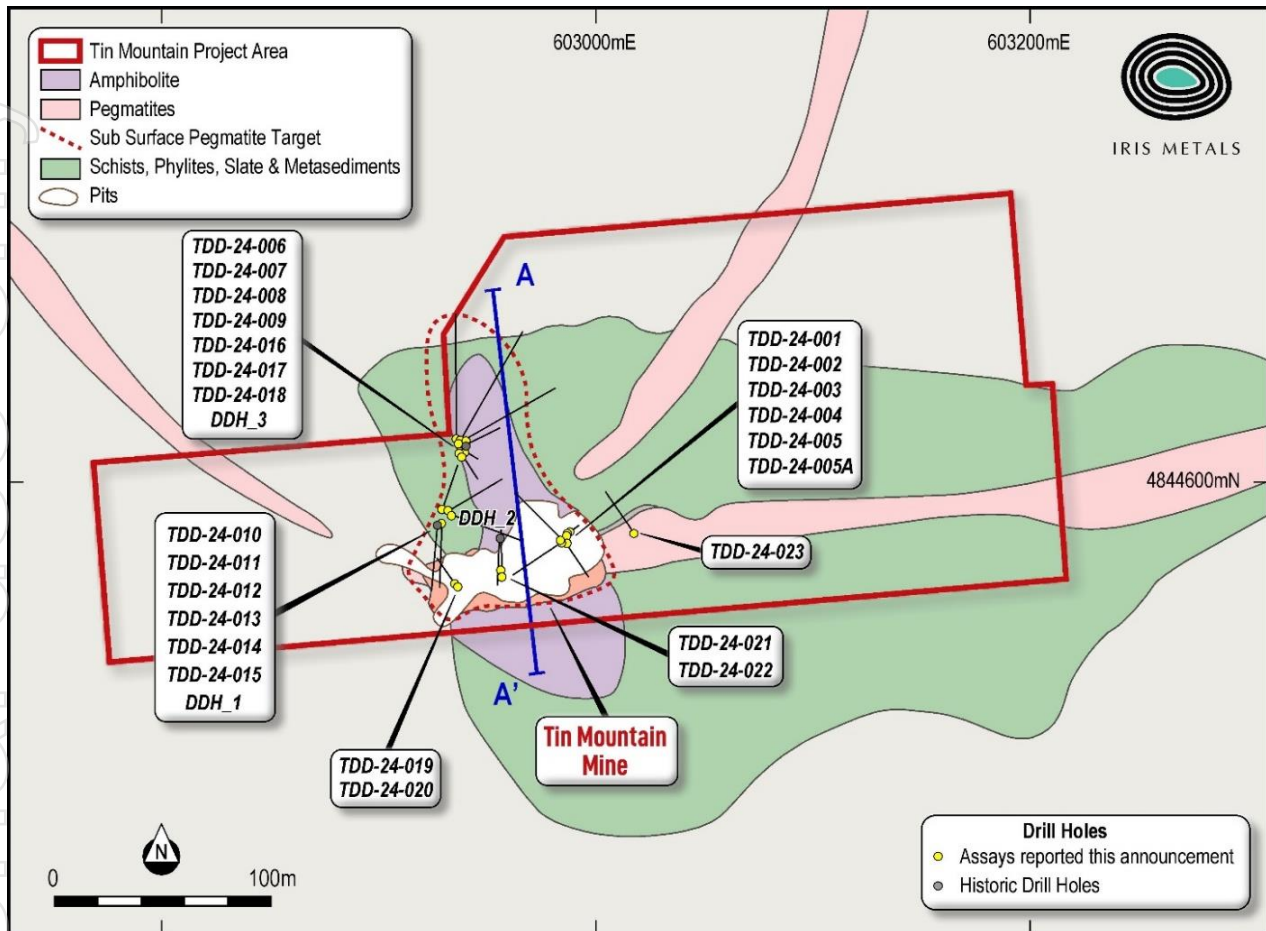 603000mE
603200mE
Tin Mountain Project Area
Amphibolite
Pegmatites
Sub Surface Pegmatite Target
Schists, Phylites, Slate & Metasediments
Pits
IRIS METALS
TDD-24-006
TDD-24-007
TDD-24-008
TDD-24-009
TDD-24-016
TDD-24-017
TDD-24-018
DDH_3
A
TDD-24-001
TDD-24-002
TDD-24-003
TDD-24-004
TDD-24-005
TDD-24-005A
4844600mN
DDH_2
TDD-24-023
TDD-24-010
TDD-24-011
TDD-24-012
TDD-24-013
TDD-24-014
TDD-24-015
DDH_1
TDD-24-021
TDD-24-022
A'
Tin Mountain
Mine
TDD-24-019
TDD-24-020
N
0 100m
Drill Holes
Assays reported this announcement
Historic Drill Holes